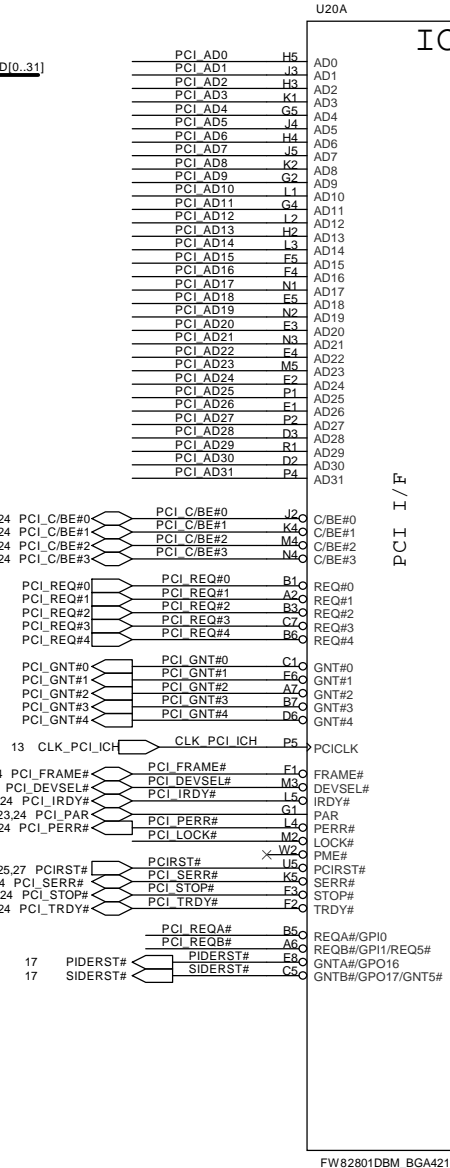 U20A
IC
D[0..31]
PCI_AD0 H5 AD0
PCI_AD1 J3 AD1
PCI_AD2 H3 AD2
PCI_AD3 K1 AD3
PCI_AD4 G5 AD4
PCI_AD5 J4 AD5
PCI_AD6 H4 AD6
PCI_AD7 J5 AD7
PCI_AD8 K2 AD8
PCI_AD9 G2 AD9
PCI_AD10 L1 AD10
PCI_AD11 G4 AD11
PCI_AD12 L2 AD12
PCI_AD13 H2 AD13
PCI_AD14 L3 AD14
PCI_AD15 F5 AD15
PCI_AD16 F4 AD16
PCI_AD17 N1 AD17
PCI_AD18 E5 AD18
PCI_AD19 N2 AD19
PCI_AD20 E3 AD20
PCI_AD21 N3 AD21
PCI_AD22 E4 AD22
PCI_AD23 M5 AD23
PCI_AD24 E2 AD24
PCI_AD25 P1 AD25
PCI_AD26 E1 AD26
PCI_AD27 P2 AD27
PCI_AD28 D3 AD28
PCI_AD29 R1 AD29
PCI_AD30 D2 AD30
PCI_AD31 P4 AD31
PCI I/F
24 PCI_C/BE#0 PCI_C/BE#0 J2 C/BE#0
24 PCI_C/BE#1 PCI_C/BE#1 K4 C/BE#1
24 PCI_C/BE#2 PCI_C/BE#2 M4 C/BE#2
24 PCI_C/BE#3 PCI_C/BE#3 N4 C/BE#3
PCI_REQ#0 PCI_REQ#0 B1 REQ#0
PCI_REQ#1 PCI_REQ#1 A2 REQ#1
PCI_REQ#2 PCI_REQ#2 B3 REQ#2
PCI_REQ#3 PCI_REQ#3 C7 REQ#3
PCI_REQ#4 PCI_REQ#4 B6 REQ#4
PCI_GNT#0 PCI_GNT#0 C1 GNT#0
PCI_GNT#1 PCI_GNT#1 E6 GNT#1
PCI_GNT#2 PCI_GNT#2 A7 GNT#2
PCI_GNT#3 PCI_GNT#3 B7 GNT#3
PCI_GNT#4 PCI_GNT#4 D6 GNT#4
13 CLK_PCI_ICH CLK_PCI_ICH P5 PCICLK
4 PCI_FRAME# PCI_FRAME# F1 FRAME#
PCI_DEVSEL# PCI_DEVSEL# M3 DEVSEL#
24 PCI_IRDY# PCI_IRDY# L5 IRDY#
23,24 PCI_PAR G1 PAR
24 PCI_PERR# PCI_PERR# L4 PERR#
PCI_LOCK# M2 LOCK#
W2 PME#
25,27 PCIRST# PCIRST# U5 PCIRST#
4 PCI_SERR# PCI_SERR# K5 SERR#
24 PCI_STOP# PCI_STOP# F3 STOP#
24 PCI_TRDY# PCI_TRDY# F2 TRDY#
PCI_REQA# B5 REQA#/GPI0
PCI_REQB# A6 REQB#/GPI1/REQ5#
17 PIDERST# PIDERST# E8 GNTA#/GPO16
17 SIDERST# SIDERST# C5 GNTB#/GPO17/GNT5#
FW82801DBM_BGA421